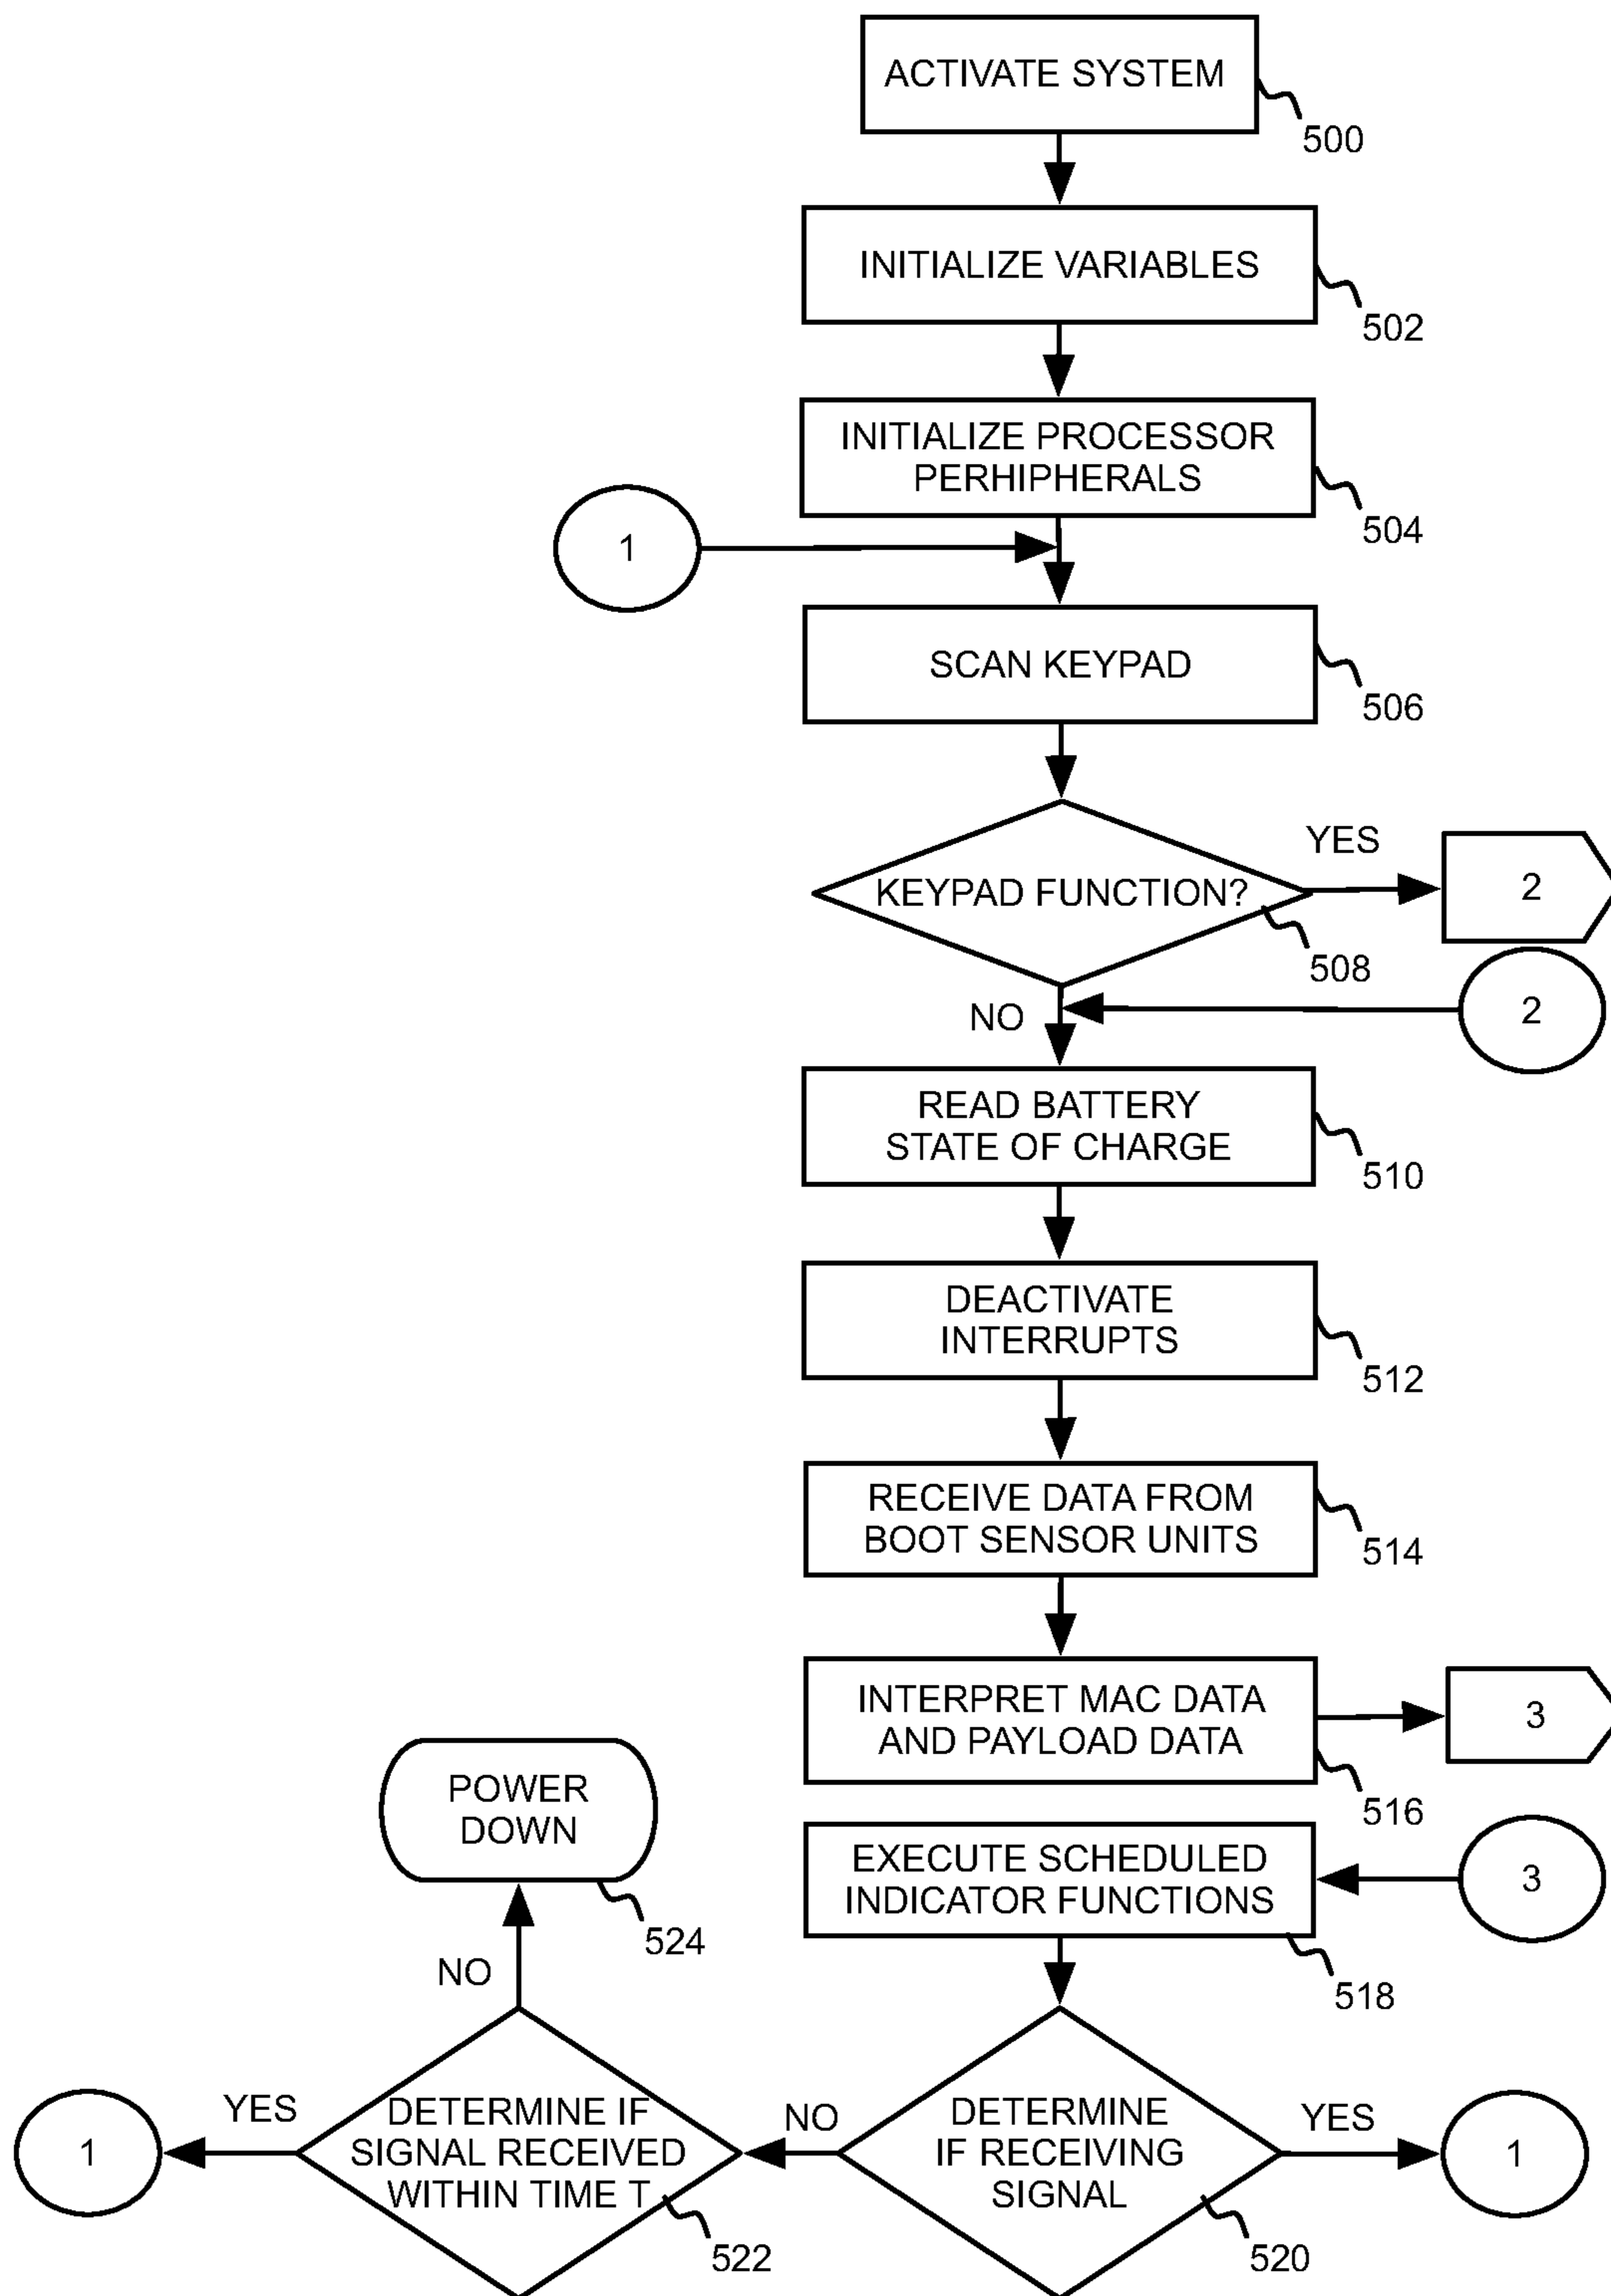 ACTIVATE SYSTEM
500
INITIALIZE VARIABLES
502
INITIALIZE PROCESSOR
PERHIPHERALS
504
1
SCAN KEYPAD
506
KEYPAD FUNCTION?
508
YES
2
NO
2
READ BATTERY
STATE OF CHARGE
510
DEACTIVATE
INTERRUPTS
512
RECEIVE DATA FROM
BOOT SENSOR UNITS
514
INTERPRET MAC DATA
AND PAYLOAD DATA
516
3
EXECUTE SCHEDULED
INDICATOR FUNCTIONS
518
3
DETERMINE
IF RECEIVING
SIGNAL
520
YES
1
NO
DETERMINE IF
SIGNAL RECEIVED
WITHIN TIME T
522
YES
1
NO
POWER
DOWN
524